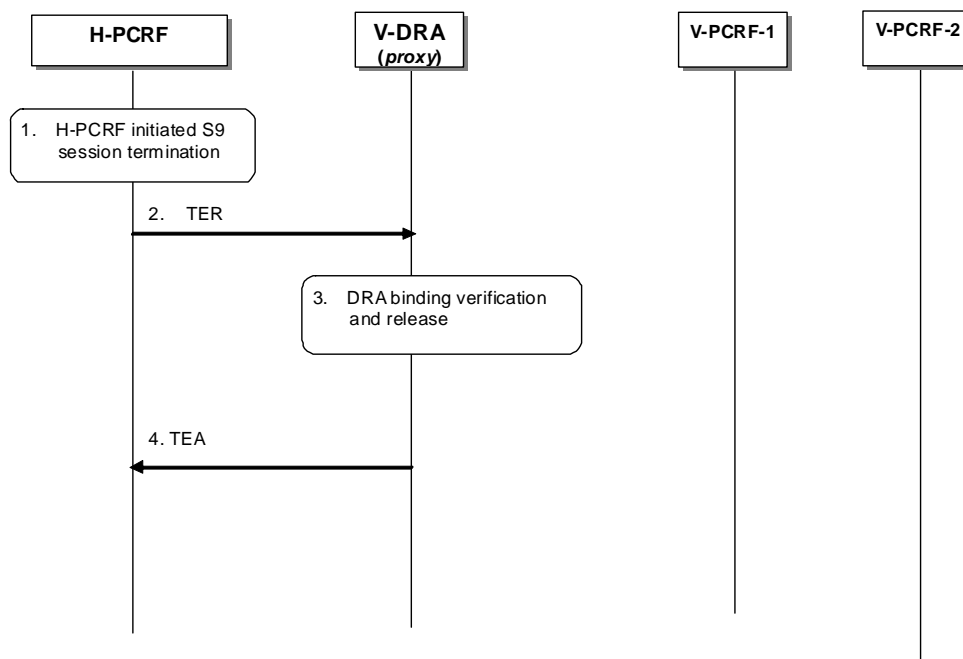 H-PCRF
V-DRA
(proxy)
V-PCRF-1
V-PCRF-2
1. H-PCRF initiated S9
session termination
2. TER
3. DRA binding verification
and release
4. TEA